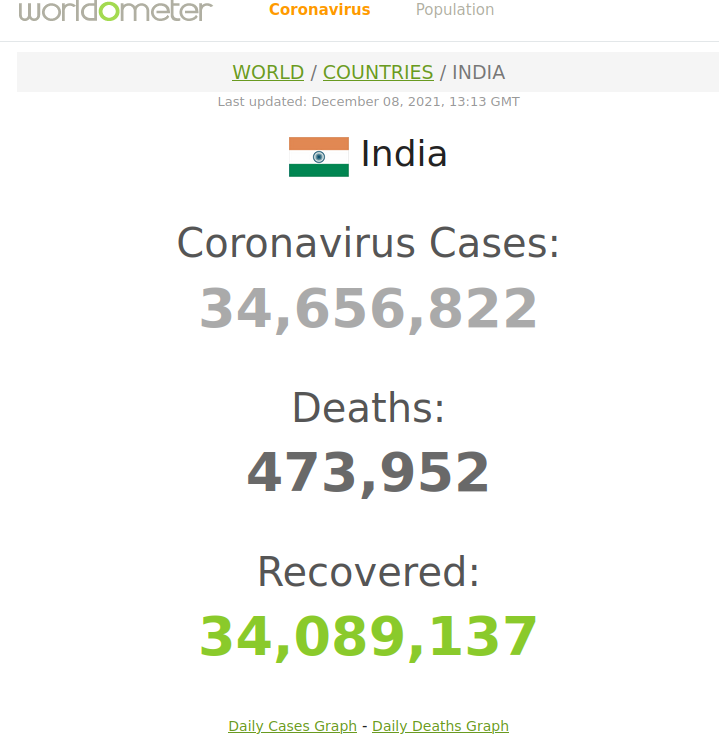 worldometer Coronavirus Population
WORLD / COUNTRIES / INDIA
Last updated: December 08, 2021, 13:13 GMT
India
Coronavirus Cases:
34,656,822
Deaths:
473,952
Recovered:
34,089,137
Daily Cases Graph - Daily Deaths Graph